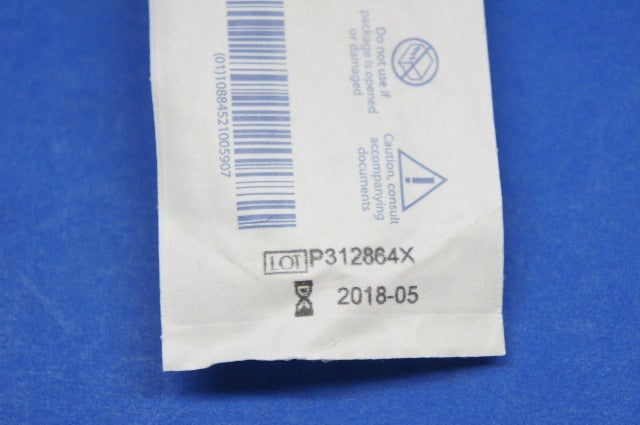 Do not use if
package is opened
or damaged
Caution, consult
accompanying
documents
(01)10884521005907
LOT P312864X
2018-05